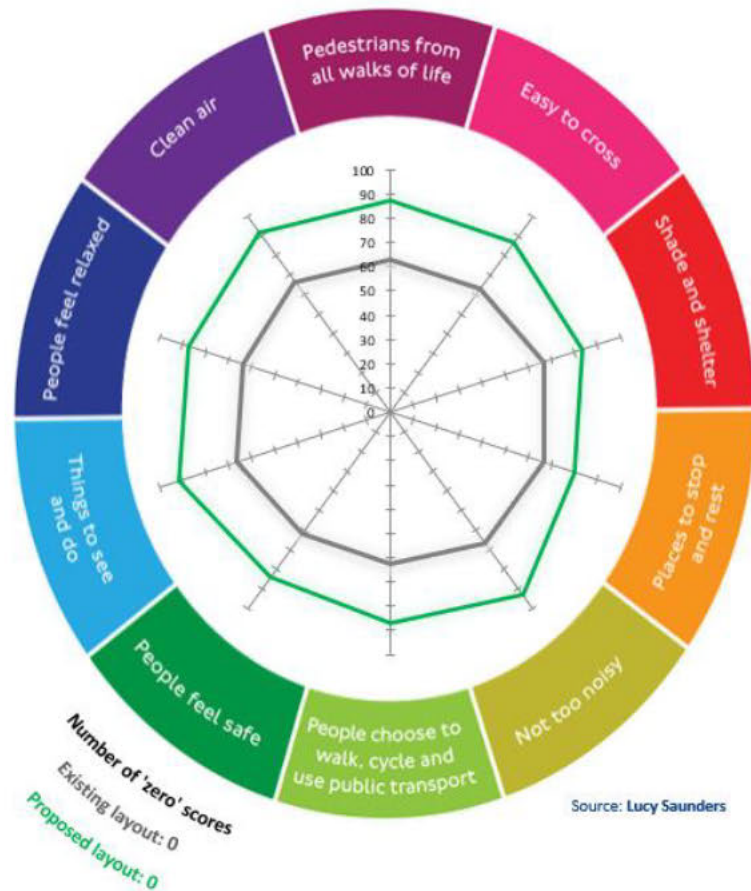 Pedestrians from
all walks of life
Easy to cross
Shade and shelter
Places to stop
and rest
Not too noisy
People choose to
walk, cycle and
use public transport
People feel safe
Things to see
and do
People feel relaxed
Clean air
100
90
80
70
60
50
40
30
20
10
0
Number of 'zero' scores
Existing layout: 0
Proposed layout: 0
Source: Lucy Saunders